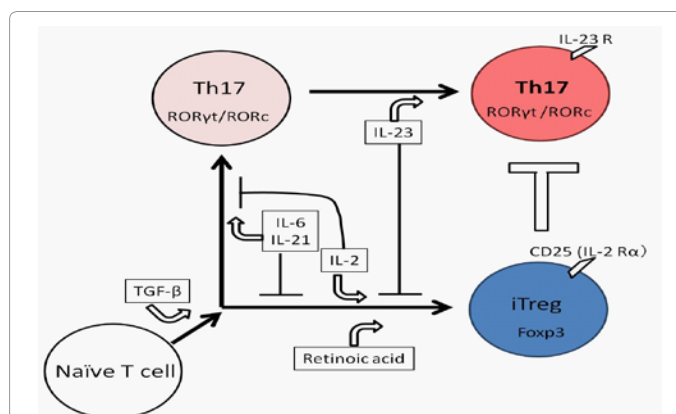 IL-23 R
Th17
RORγt/RORc
Th17
RORγt /RORc
IL-23
IL-6
IL-21
IL-2
CD25 (IL-2 Rα)
TGF-β
iTreg
Foxp3
Retinoic acid
Naïve T cell